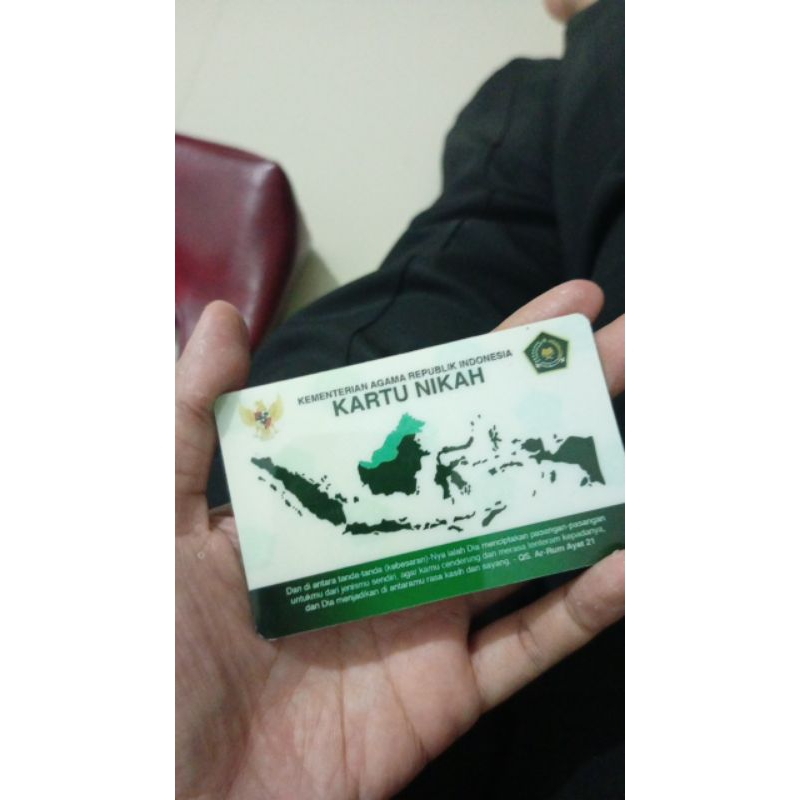 KEMENTERIAN AGAMA REPUBLIK INDONESIA
KARTU NIKAH
Dan di antara tanda-tanda (kebesaran)-Nya ialah Dia menciptakan pasangan-pasangan
untukmu dari jenismu sendiri, agar kamu cenderung dan merasa tenteram kepadanya,
dan Dia menjadikan di antaramu rasa kasih dan sayang. - QS. Ar-Rum Ayat 21